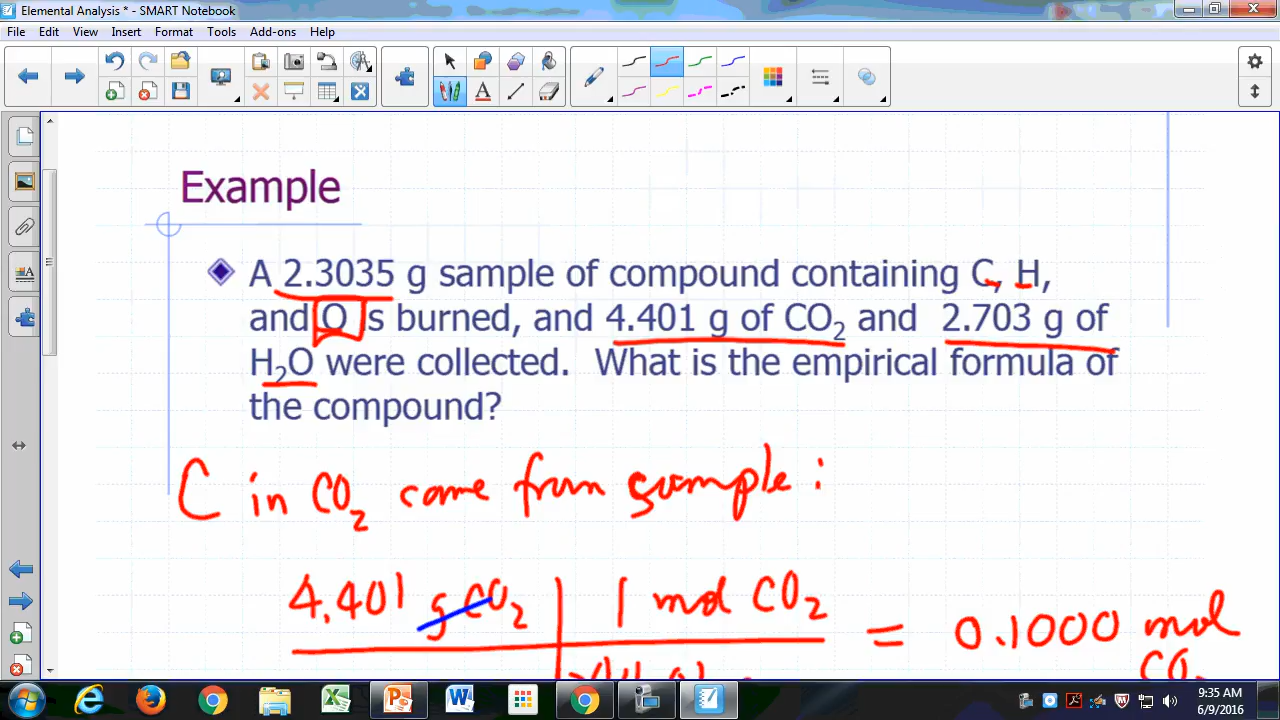 Elemental Analysis * - SMART Notebook
File Edit View Insert Format Tools Add-ons Help
Example
A 2.3035 g sample of compound containing C, H,
and O is burned, and 4.401 g of CO₂ and 2.703 g of
H₂O were collected. What is the empirical formula of
the compound?
C in CO₂ came from sample:
4.401 g CO₂ 1 mol CO₂
= 0.1000 mol
CO₂
9:35 AM
6/9/2016